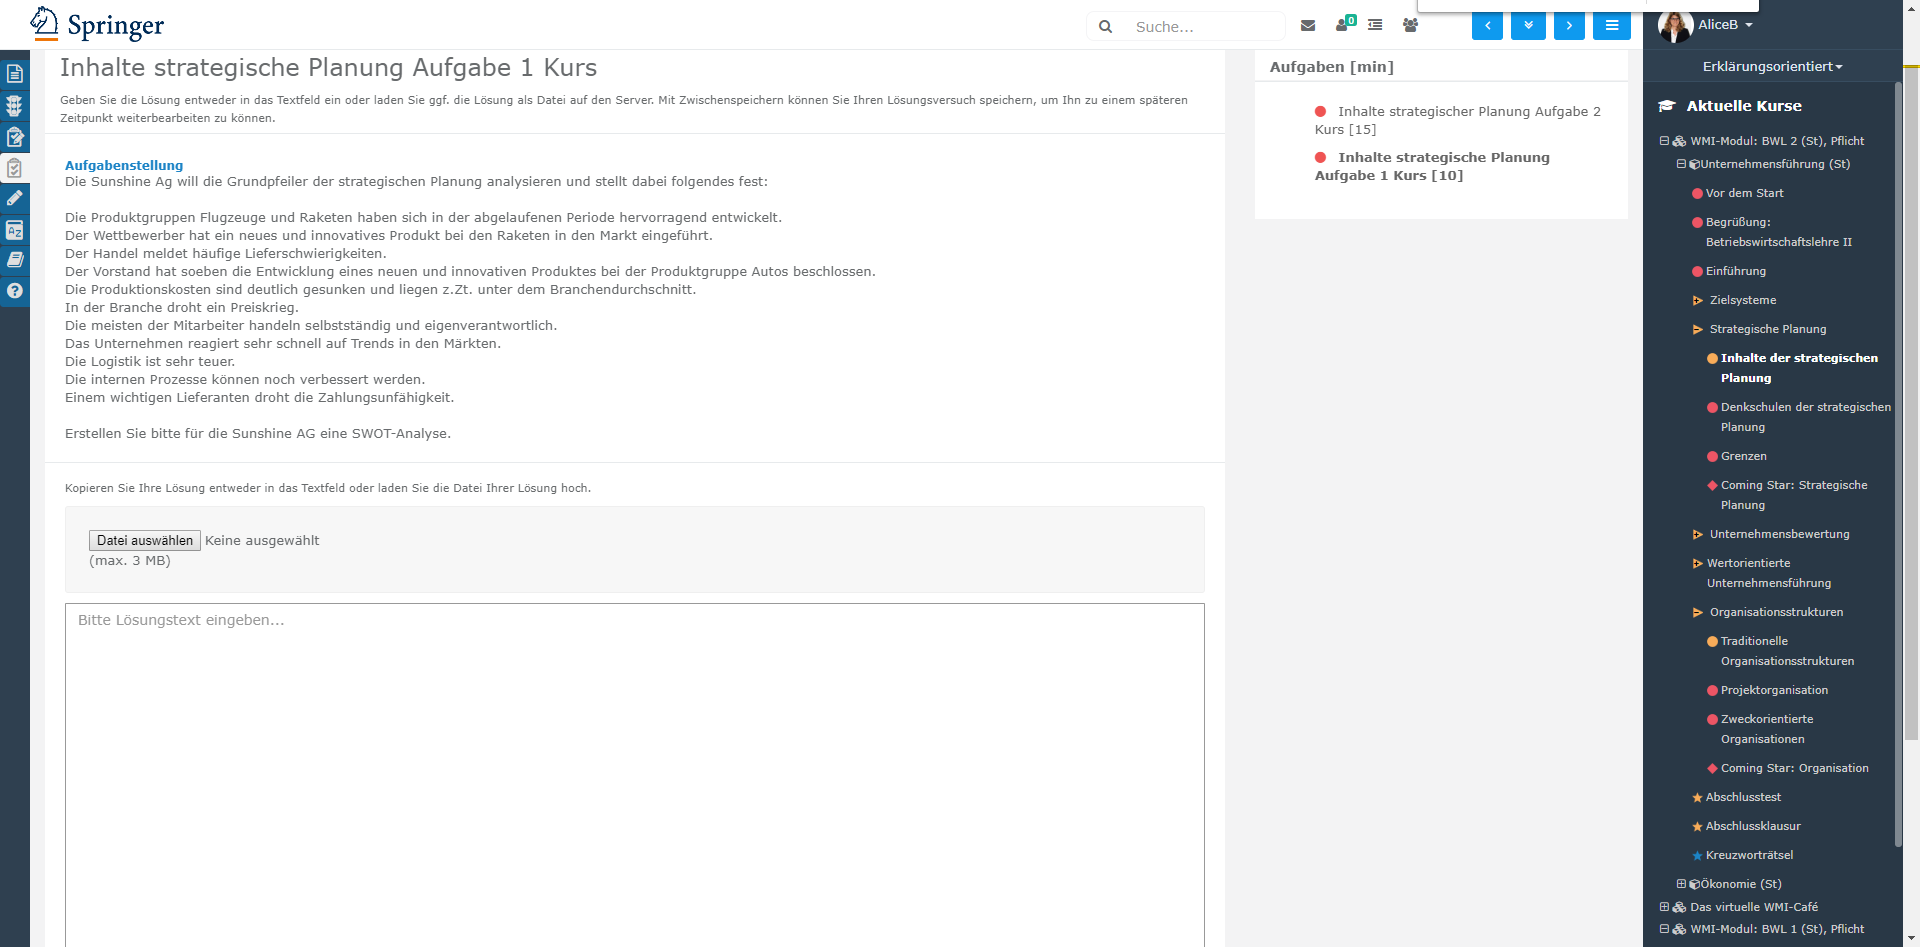 Springer
Suche...
0
AliceB
Erklärungsorientiert
Inhalte strategische Planung Aufgabe 1 Kurs
Geben Sie die Lösung entweder in das Textfeld ein oder laden Sie ggf. die Lösung als Datei auf den Server. Mit Zwischenspeichern können Sie Ihren Lösungsversuch speichern, um Ihn zu einem späteren
Zeitpunkt weiterbearbeiten zu können.
Aufgabenstellung
Die Sunshine Ag will die Grundpfeiler der strategischen Planung analysieren und stellt dabei folgendes fest:
Die Produktgruppen Flugzeuge und Raketen haben sich in der abgelaufenen Periode hervorragend entwickelt.
Der Wettbewerber hat ein neues und innovatives Produkt bei den Raketen in den Markt eingeführt.
Der Handel meldet häufige Lieferschwierigkeiten.
Der Vorstand hat soeben die Entwicklung eines neuen und innovativen Produktes bei der Produktgruppe Autos beschlossen.
Die Produktionskosten sind deutlich gesunken und liegen z.Zt. unter dem Branchendurchschnitt.
In der Branche droht ein Preiskrieg.
Die meisten der Mitarbeiter handeln selbstständig und eigenverantwortlich.
Das Unternehmen reagiert sehr schnell auf Trends in den Märkten.
Die Logistik ist sehr teuer.
Die internen Prozesse können noch verbessert werden.
Einem wichtigen Lieferanten droht die Zahlungsunfähigkeit.
Erstellen Sie bitte für die Sunshine AG eine SWOT-Analyse.
Kopieren Sie Ihre Lösung entweder in das Textfeld oder laden Sie die Datei Ihrer Lösung hoch.
Datei auswählen Keine ausgewählt
(max. 3 MB)
Bitte Lösungstext eingeben...
Aufgaben [min]
Inhalte strategischer Planung Aufgabe 2
Kurs [15]
Inhalte strategische Planung
Aufgabe 1 Kurs [10]
Aktuelle Kurse
WMI-Modul: BWL 2 (St), Pflicht
Unternehmensführung (St)
Vor dem Start
Begrüßung:
Betriebswirtschaftslehre II
Einführung
Zielsysteme
Strategische Planung
Inhalte der strategischen
Planung
Denkschulen der strategischen
Planung
Grenzen
Coming Star: Strategische
Planung
Unternehmensbewertung
Wertorientierte
Unternehmensführung
Organisationsstrukturen
Traditionelle
Organisationsstrukturen
Projektorganisation
Zweckorientierte
Organisationen
Coming Star: Organisation
Abschlusstest
Abschlussklausur
Kreuzworträtsel
Ökonomie (St)
Das virtuelle WMI-Café
WMI-Modul: BWL 1 (St), Pflicht